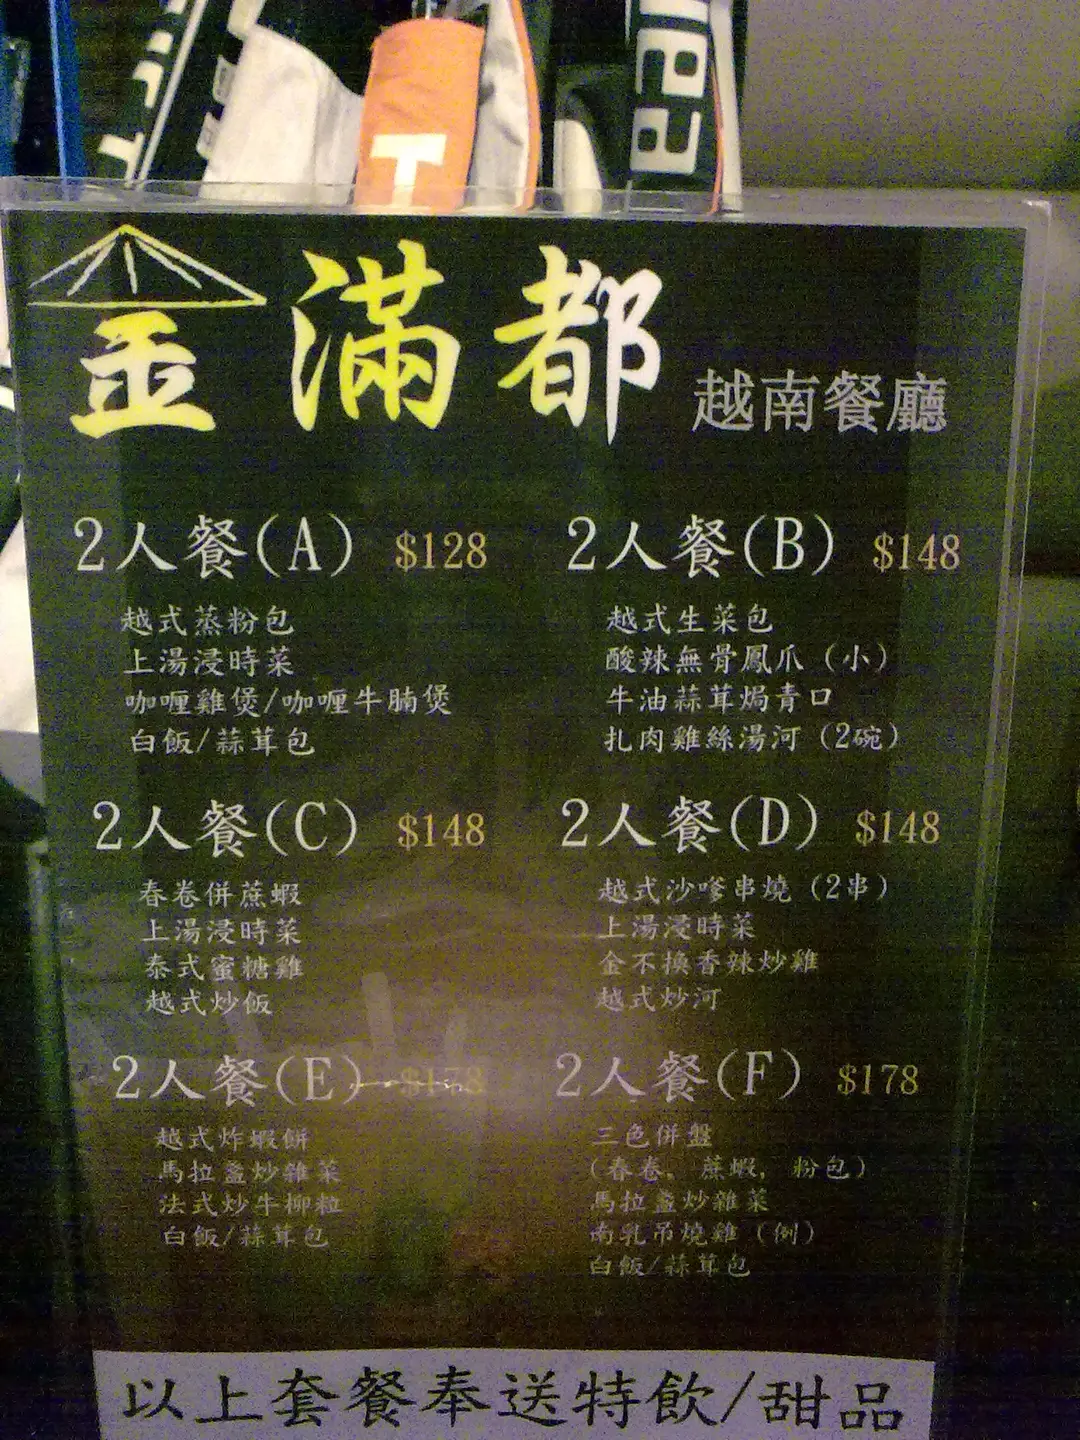 金滿都 越南餐廳
2人餐(A) $128
越式蒸粉包
上湯浸時菜
咖喱雞煲/咖喱牛腩煲
白飯/蒜茸包
2人餐(B) $148
越式生菜包
酸辣無骨鳳爪 (小)
牛油蒜茸焗青口
扎肉雞絲湯河 (2碗)
2人餐(C) $148
春卷併蔗蝦
上湯浸時菜
泰式蜜糖雞
越式炒飯
2人餐(D) $148
越式沙嗲串燒 (2串)
上湯浸時菜
金不換香辣炒雞
越式炒河
2人餐(E) $178
越式炸蝦餅
馬拉盞炒雜菜
法式炒牛柳粒
白飯/蒜茸包
2人餐(F) $178
三色併盤
(春卷, 蔗蝦, 粉包)
馬拉盞炒雜菜
南乳吊燒雞 (例)
白飯/蒜茸包
以上套餐奉送特飲/甜品